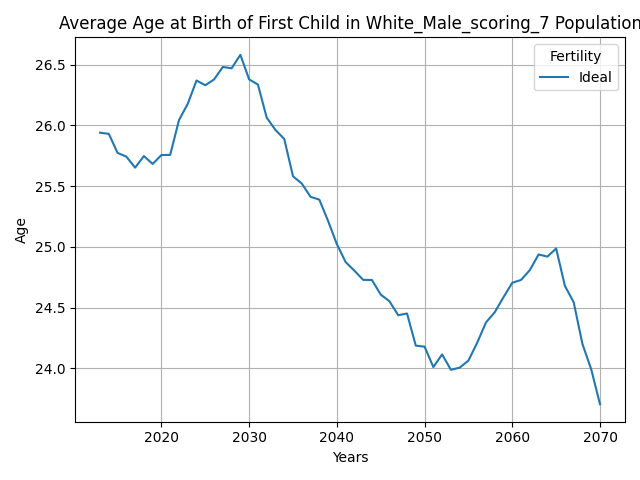 Average Age at Birth of First Child in White_Male_scoring_7 Population
Fertility
Ideal
26.5
26.0
25.5
25.0
24.5
24.0
Age
2020 2030 2040 2050 2060 2070
Years